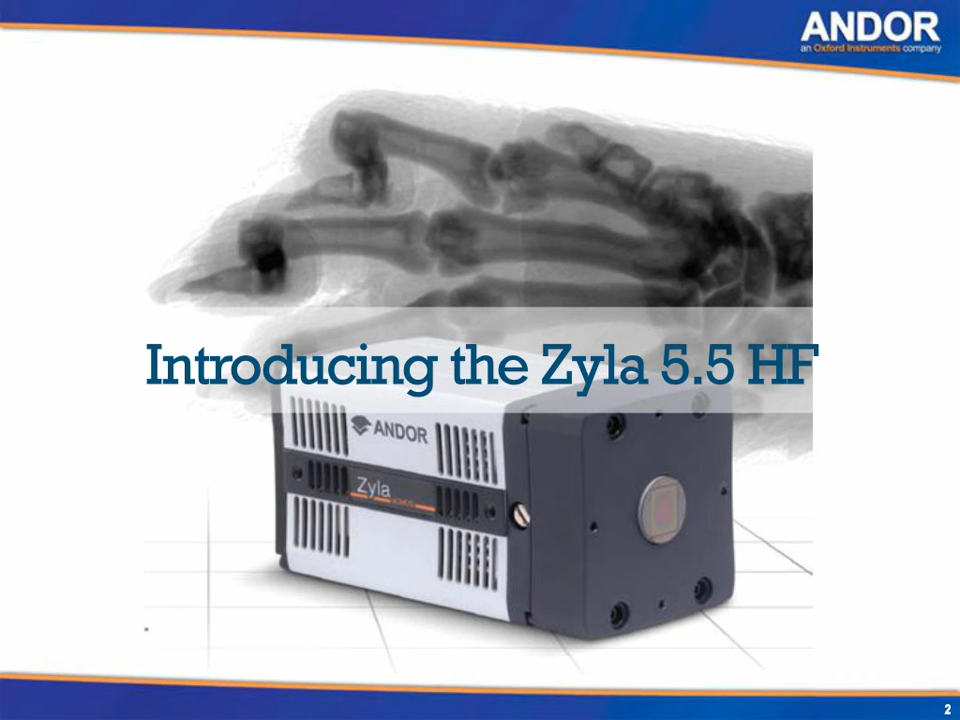 ANDOR
an Oxford Instruments company
Introducing the Zyla 5.5 HF
ANDOR
Zyla
2